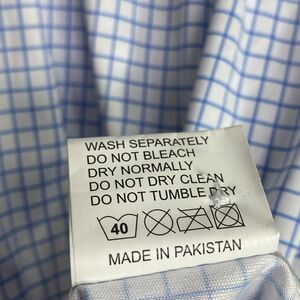 WASH SEPARATELY
DO NOT BLEACH
DRY NORMALLY
DO NOT DRY CLEAN
DO NOT TUMBLE DRY
40
MADE IN PAKISTAN